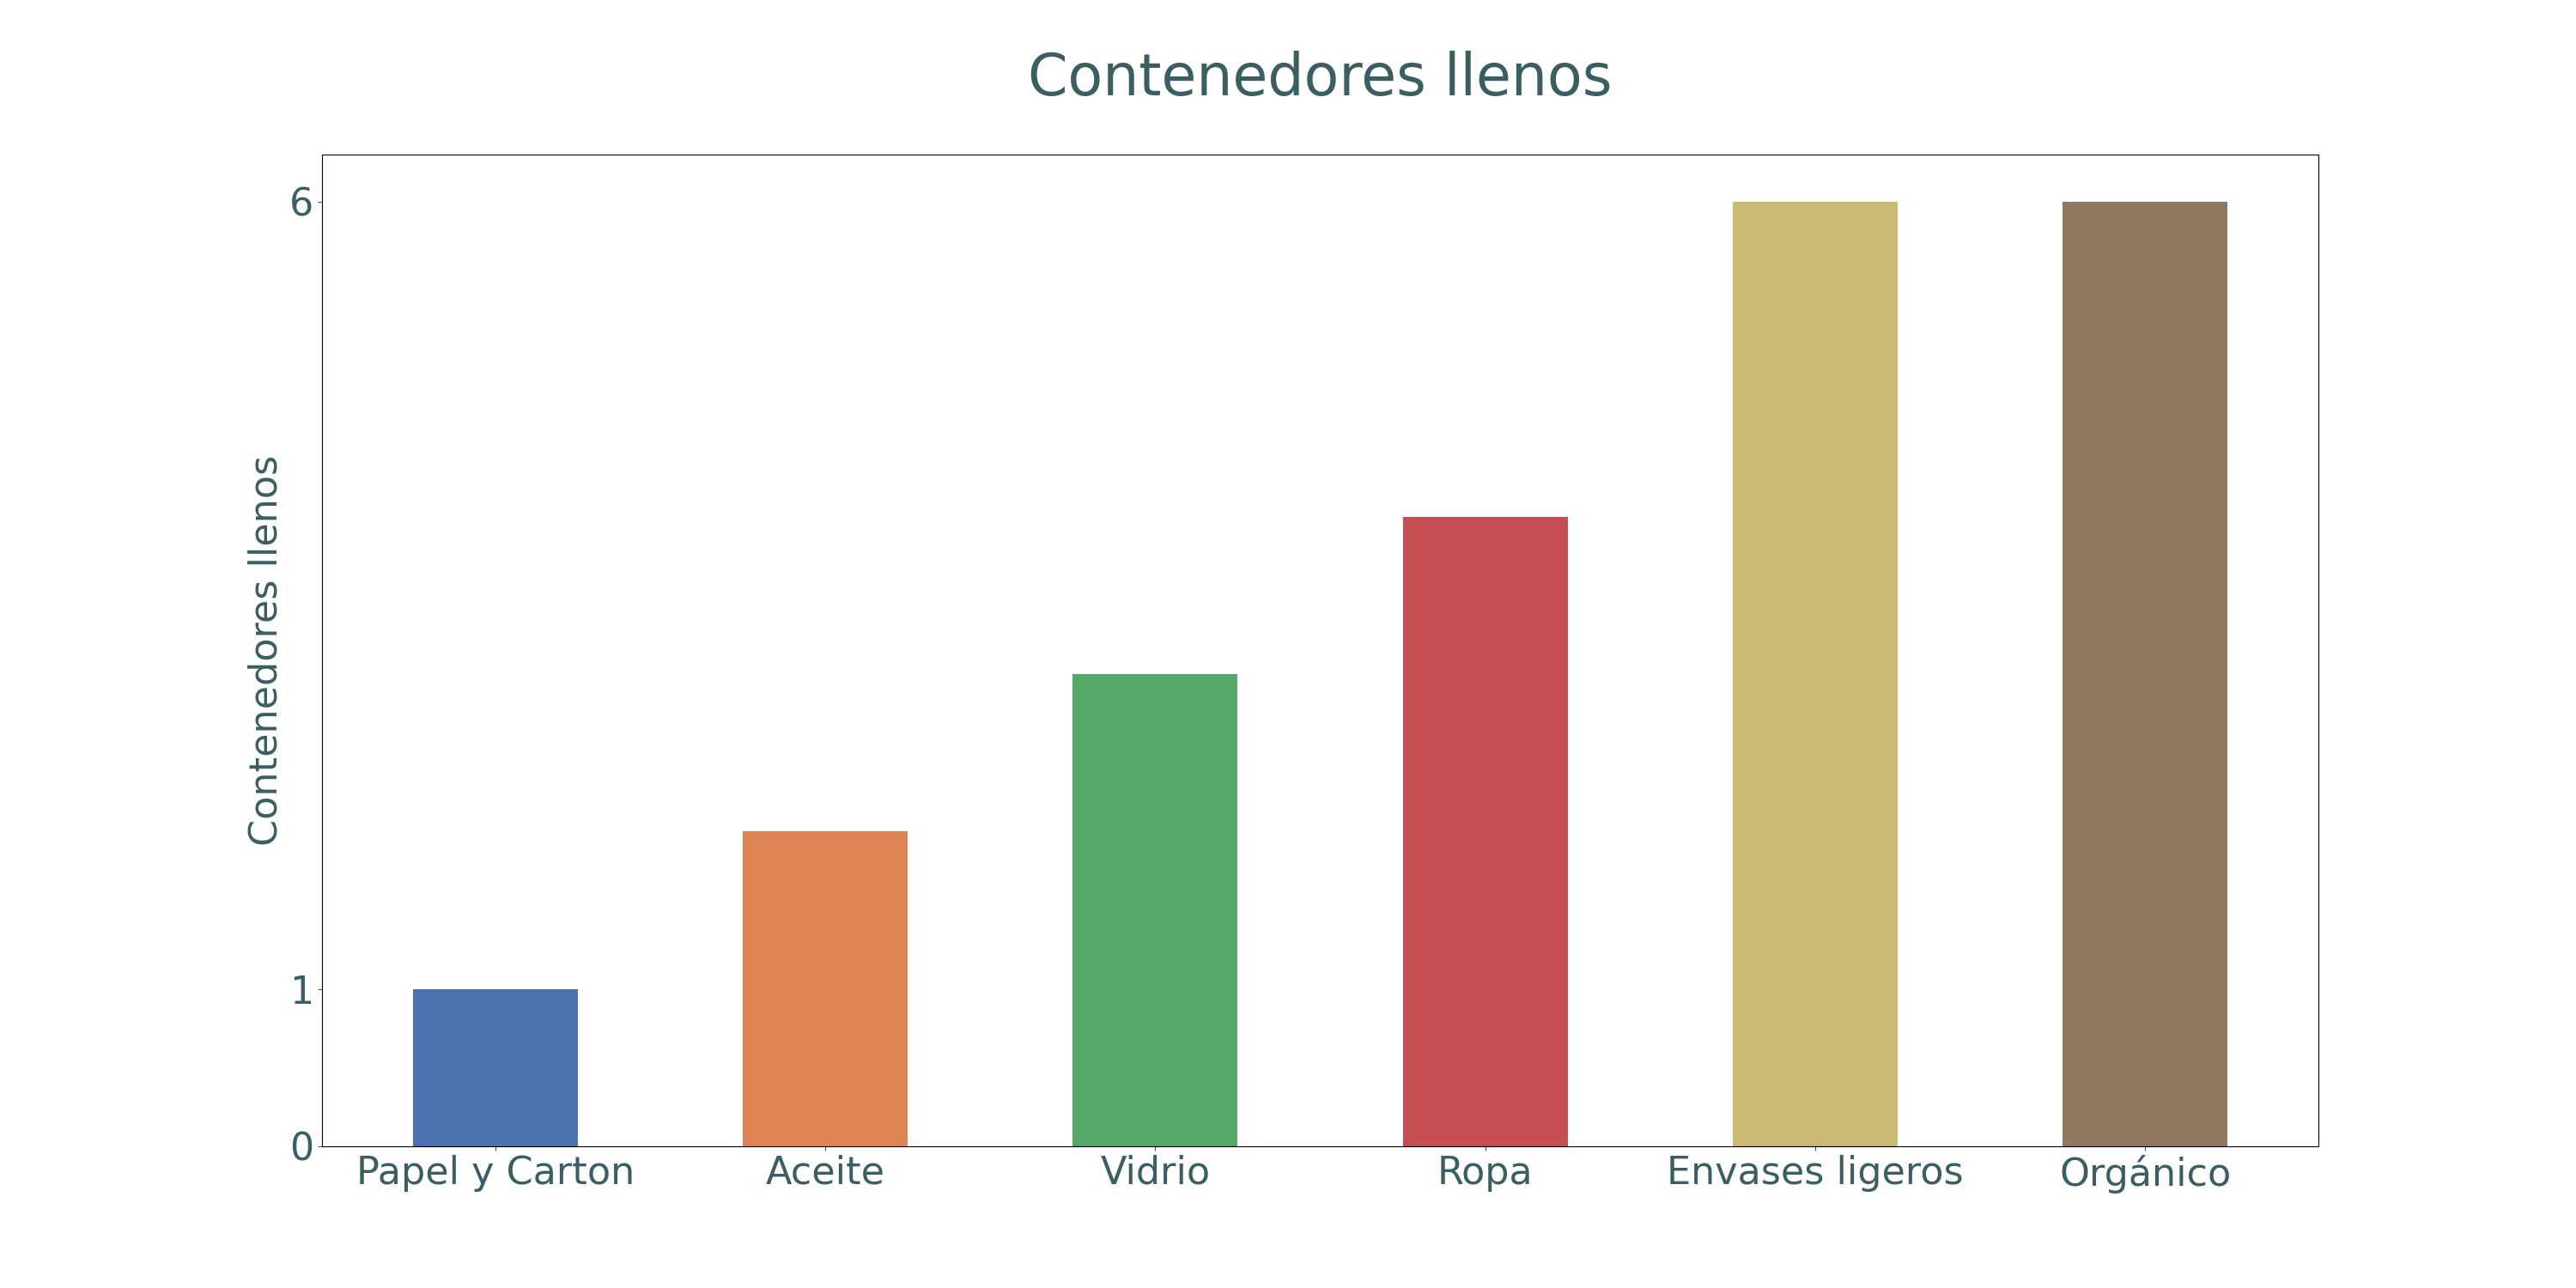 Contenedores llenos
Contenedores llenos
6
1
0
Papel y Carton
Aceite
Vidrio
Ropa
Envases ligeros
Orgánico